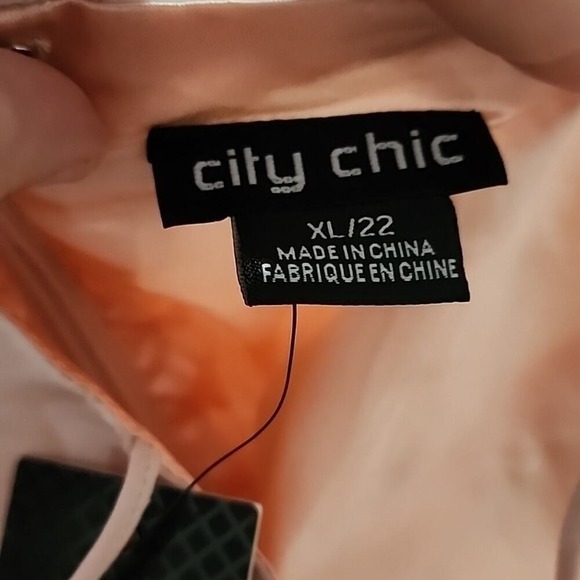 city chic
XL/22
MADE IN CHINA
FABRIQUE EN CHINE